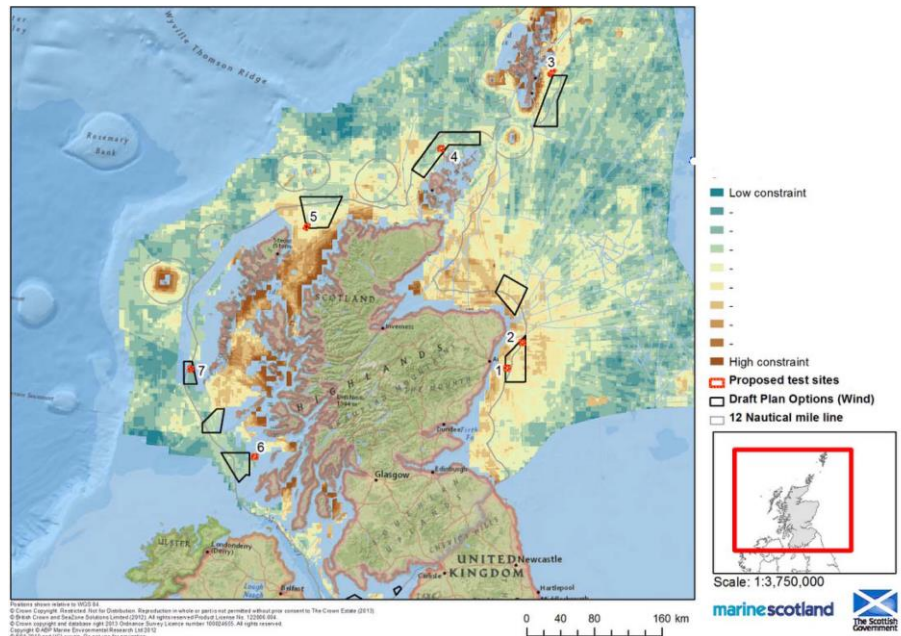 Wyville Thomson Ridge
Rosemary
Bank
3
4
5
SCOTLAND
Inverness
HIGHLANDS
2
1
7
Dundee
6
Glasgow
Edinburgh
ULSTER
Londonderry
(Derry)
UNITED
KINGDOM
Newcastle
Carlisle
Hartlepool
Belfast
Low constraint
-
-
-
-
-
-
-
-
High constraint
Proposed test sites
Draft Plan Options (Wind)
12 Nautical mile line
Scale: 1:3,750,000
marinescotland
The Scottish
Government
0 40 80 160 km
Positions shown relative to WGS 84.
© Crown Copyright. Restricted. Not for Distribution. Reproduction in whole or part is not permitted without prior consent to The Crown Estate (2013)
© British Crown and SeaZone Solutions Limited (2012). All rights reserved Product License No. 122006.004.
© Crown copyright and database right 2013 Ordnance Survey Licence number 100024655. All rights reserved.
Copyright © ABP Marine Environmental Research Ltd 2012